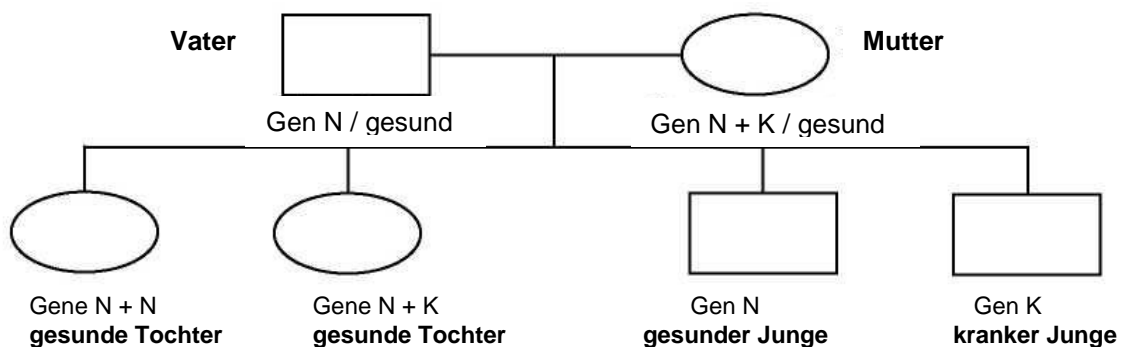 Vater
Mutter
Gen N / gesund
Gen N + K / gesund
Gene N + N
gesunde Tochter
Gene N + K
gesunde Tochter
Gen N
gesunder Junge
Gen K
kranker Junge